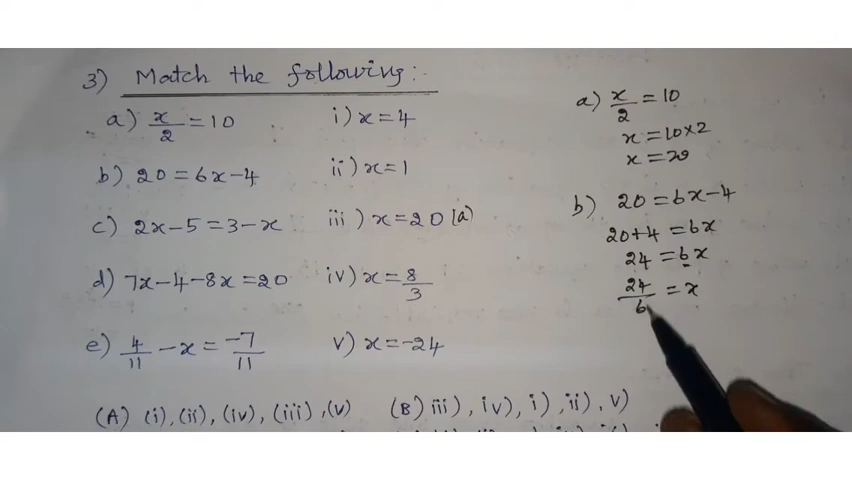 3) Match the following:-
a) x/2 = 10
i) x = 4
b) 20 = 6x - 4
ii) x = 1
c) 2x - 5 = 3 - x
iii) x = 20 (a)
d) 7x - 4 - 8x = 20
iv) x = 8/3
e) 4/11 - x = -7/11
v) x = -24
(A) (i), (ii), (iv), (iii), (v)
(B) iii), iv), i), ii), v)
a) x/2 = 10
x = 10×2
x = 20
b) 20 = 6x - 4
20+4 = 6x
24 = 6x
24/6 = x